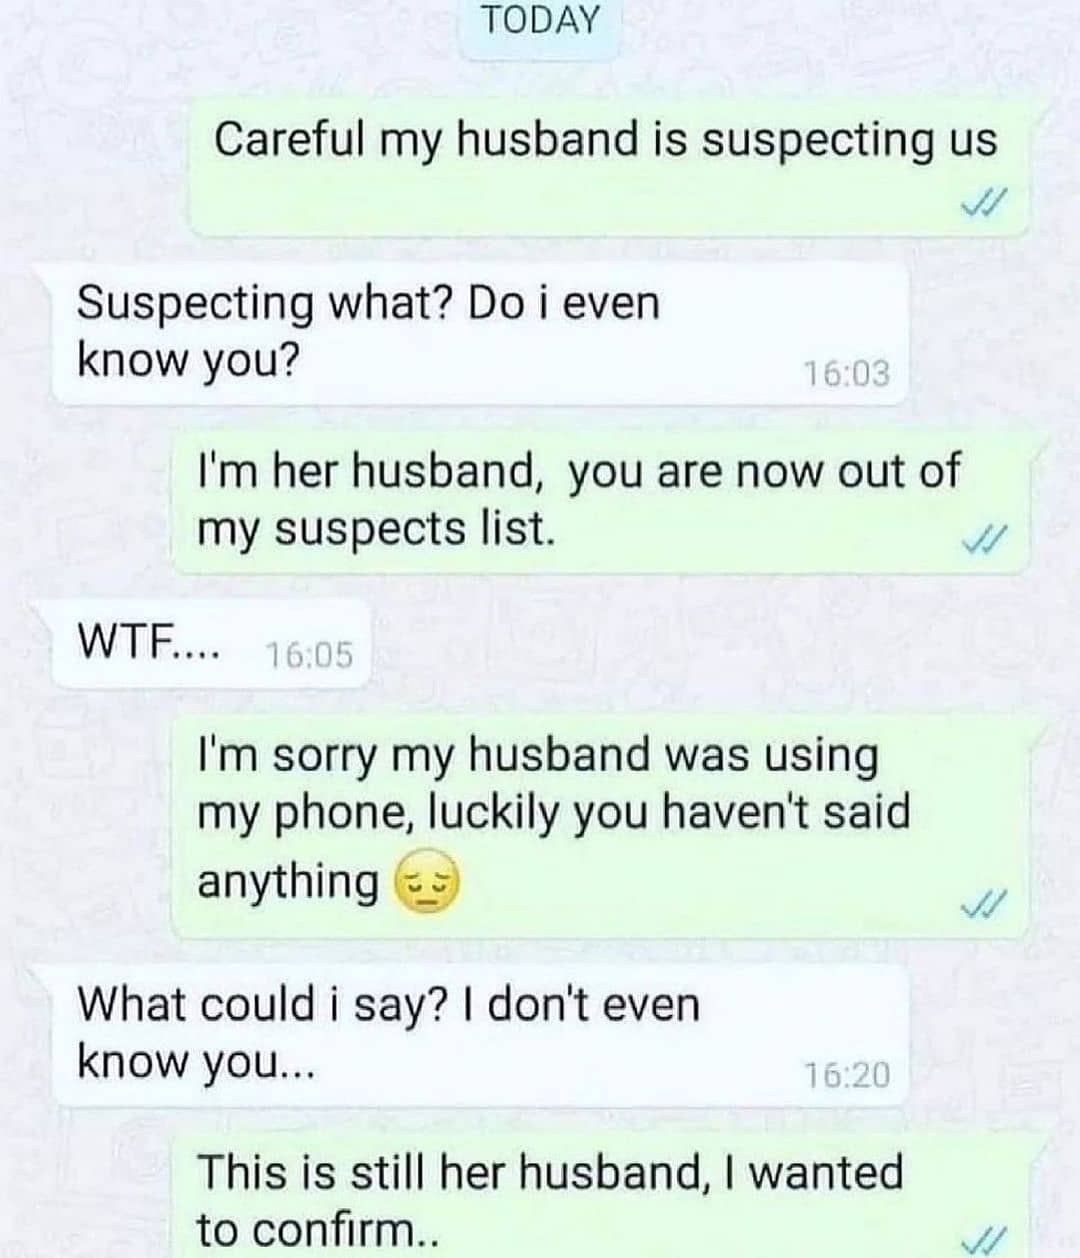 TODAY
Careful my husband is suspecting us
Suspecting what? Do i even
know you?
16:03
I'm her husband,  you are now out of
my suspects list.
WTF.... 16:05
I'm sorry my husband was using
my phone, luckily you haven't said
anything 😔
What could i say? I don't even
know you...
16:20
This is still her husband, I wanted
to confirm..